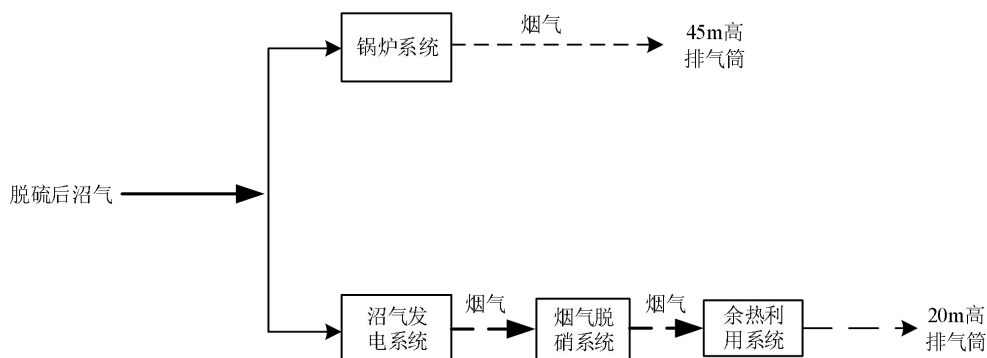 烟气
45m高
排气筒
锅炉系统
脱硫后沼气
沼气发
电系统
烟气
烟气脱
硝系统
烟气
余热利
用系统
20m高
排气筒